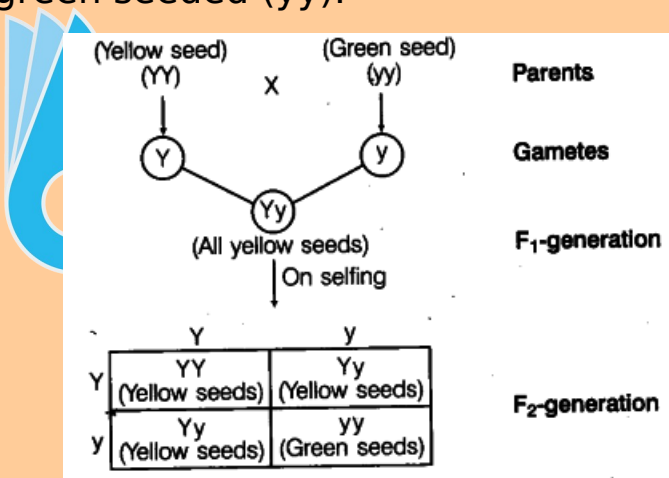 green seeded (yy).
(Yellow seed) (Green seed)
(YY) X (yy) Parents
Y y Gametes
Yy
(All yellow seeds) F₁-generation
On selfing
Y y
Y YY Yy
(Yellow seeds) (Yellow seeds) F₂-generation
y Yy yy
(Yellow seeds) (Green seeds)